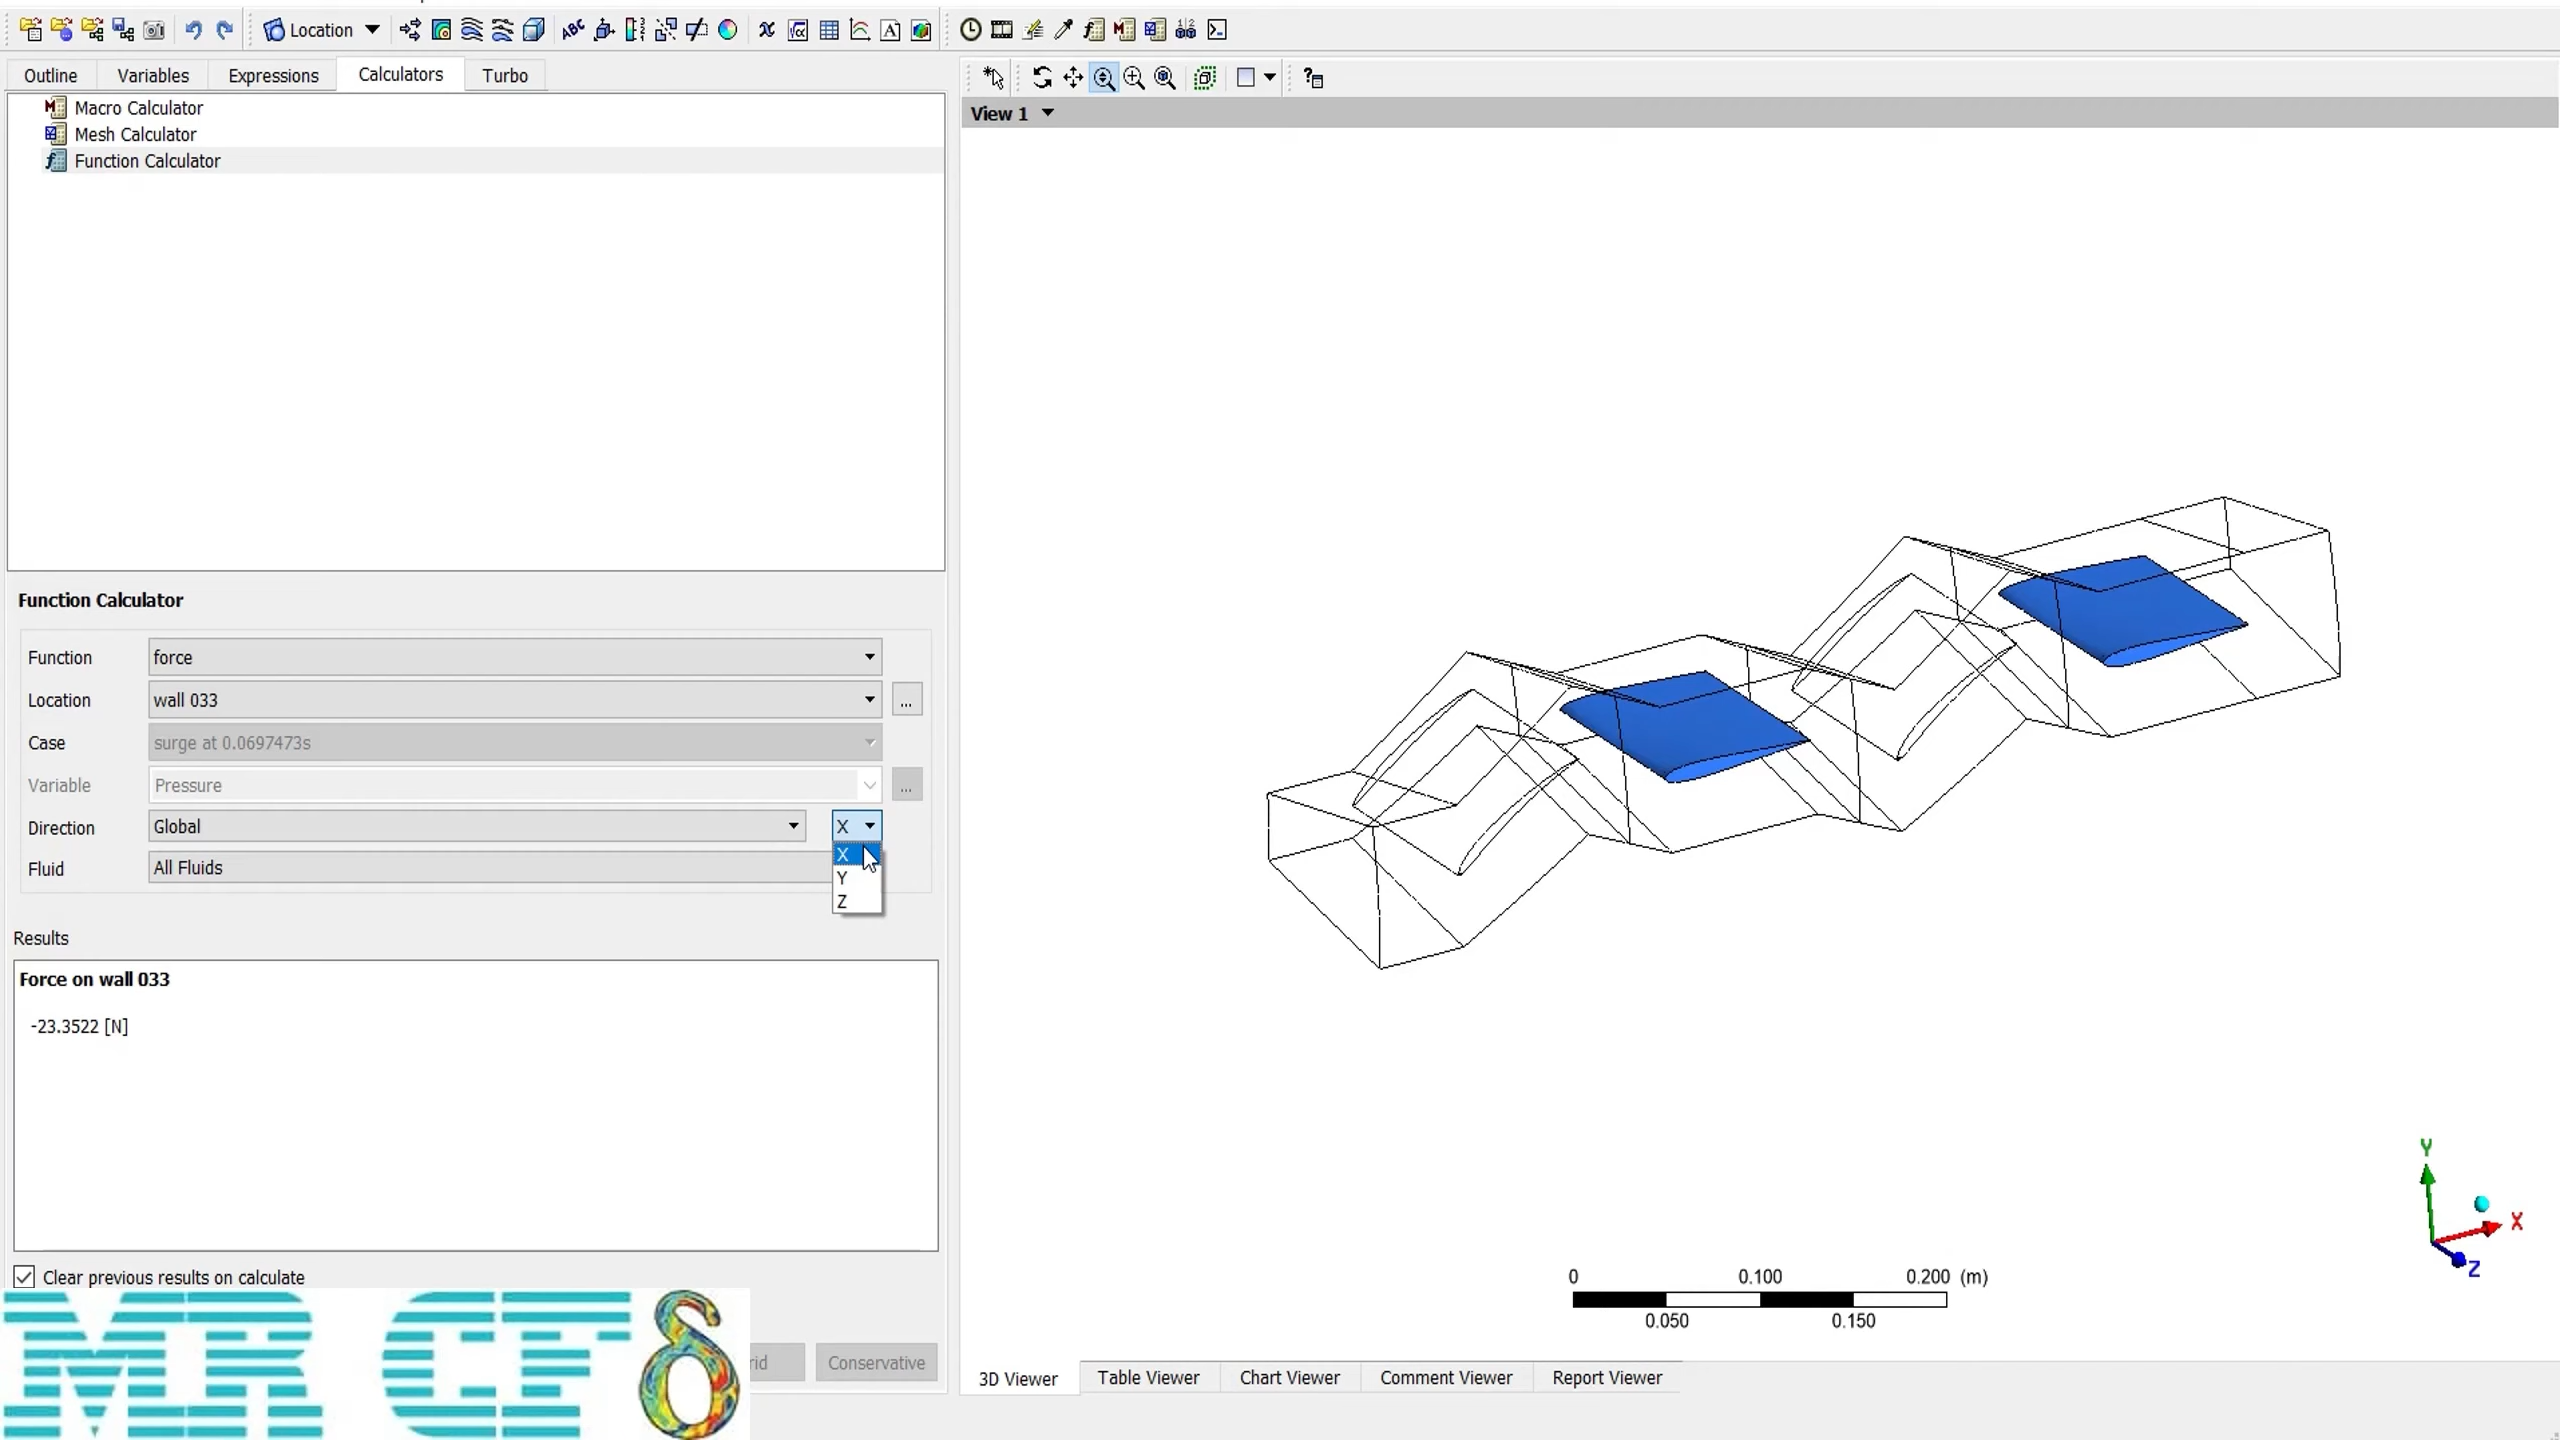 Location
Outline
Variables
Expressions
Calculators
Turbo
Macro Calculator
Mesh Calculator
Function Calculator
View 1
Function Calculator
Function
force
Location
wall 033
...
Case
surge at 0.0697473s
Variable
Pressure
...
Direction
Global
X
X
Y
Z
Fluid
All Fluids
Results
Force on wall 033
-23.3522 [N]
Clear previous results on calculate
Conservative
MR CFδ
Y
X
Z
0
0.100
0.200 (m)
0.050
0.150
3D Viewer
Table Viewer
Chart Viewer
Comment Viewer
Report Viewer